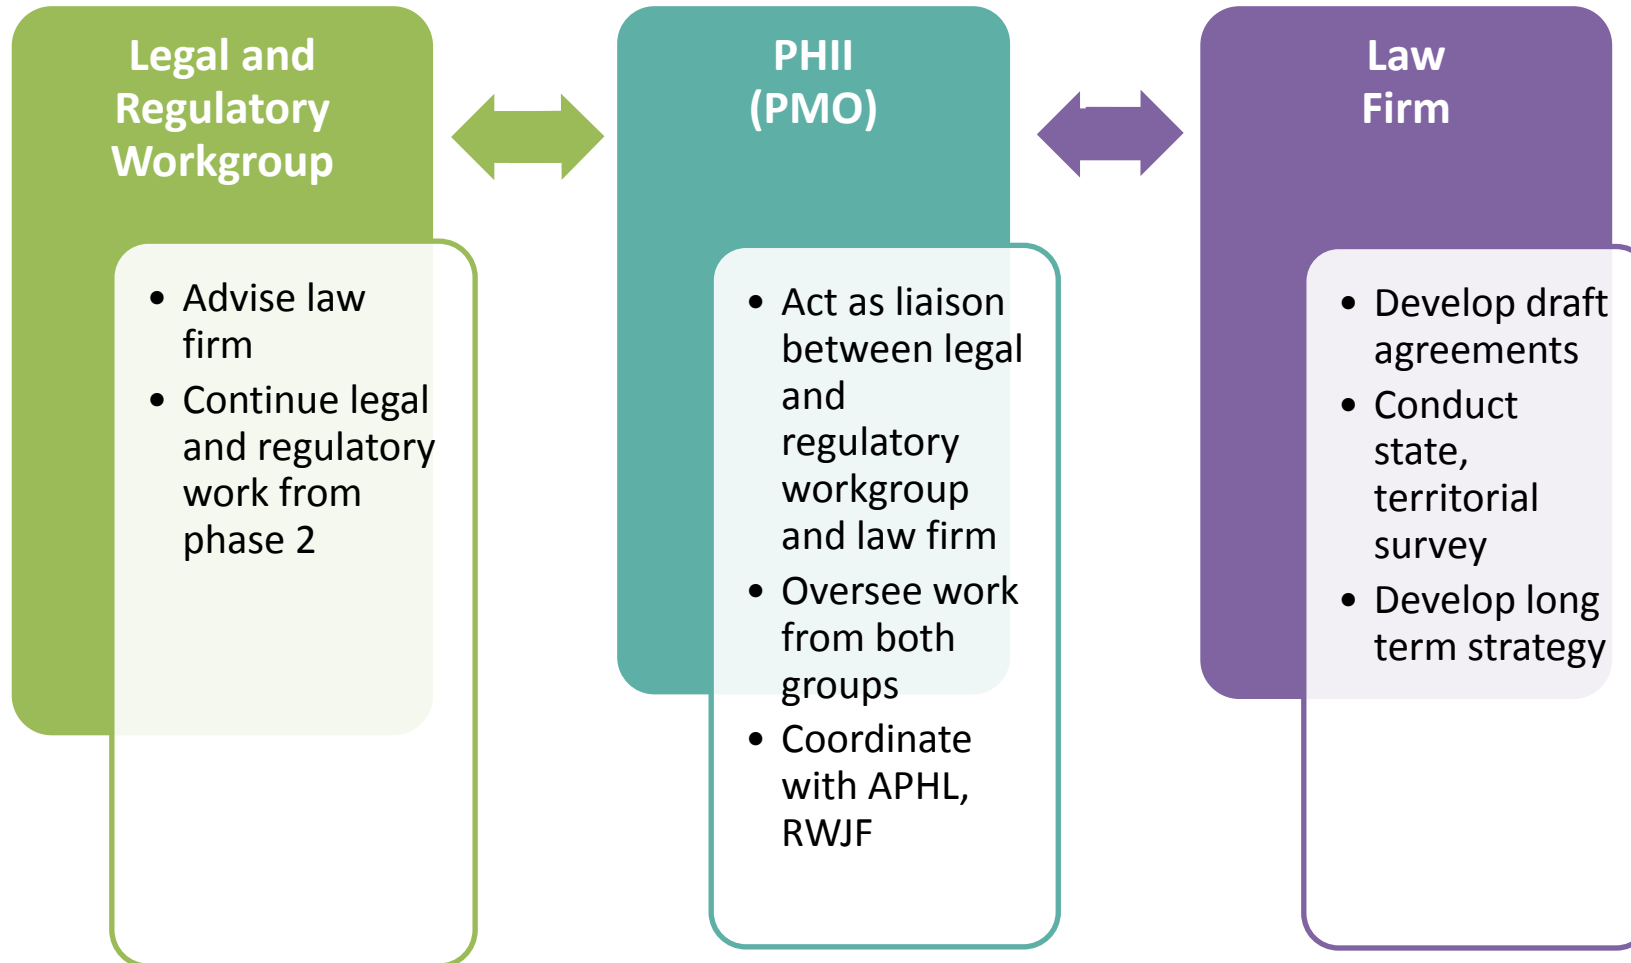 Legal and
Regulatory
Workgroup
• Advise law
firm
• Continue legal
and regulatory
work from
phase 2
PHII
(PMO)
• Act as liaison
between legal
and
regulatory
workgroup
and law firm
• Oversee work
from both
groups
• Coordinate
with APHL,
RWJF
Law
Firm
• Develop draft
agreements
• Conduct
state,
territorial
survey
• Develop long
term strategy